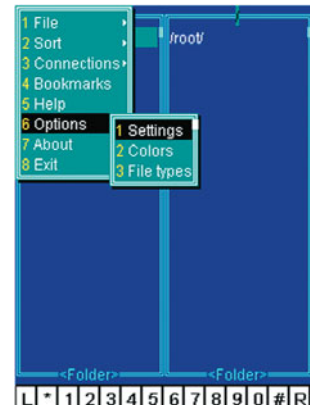 1 File
2 Sort
3 Connections
4 Bookmarks
5 Help
6 Options
7 About
8 Exit
/root/
1 Settings
2 Colors
3 File types
<Folder>
<Folder>
L * 1 2 3 4 5 6 7 8 9 0 # R